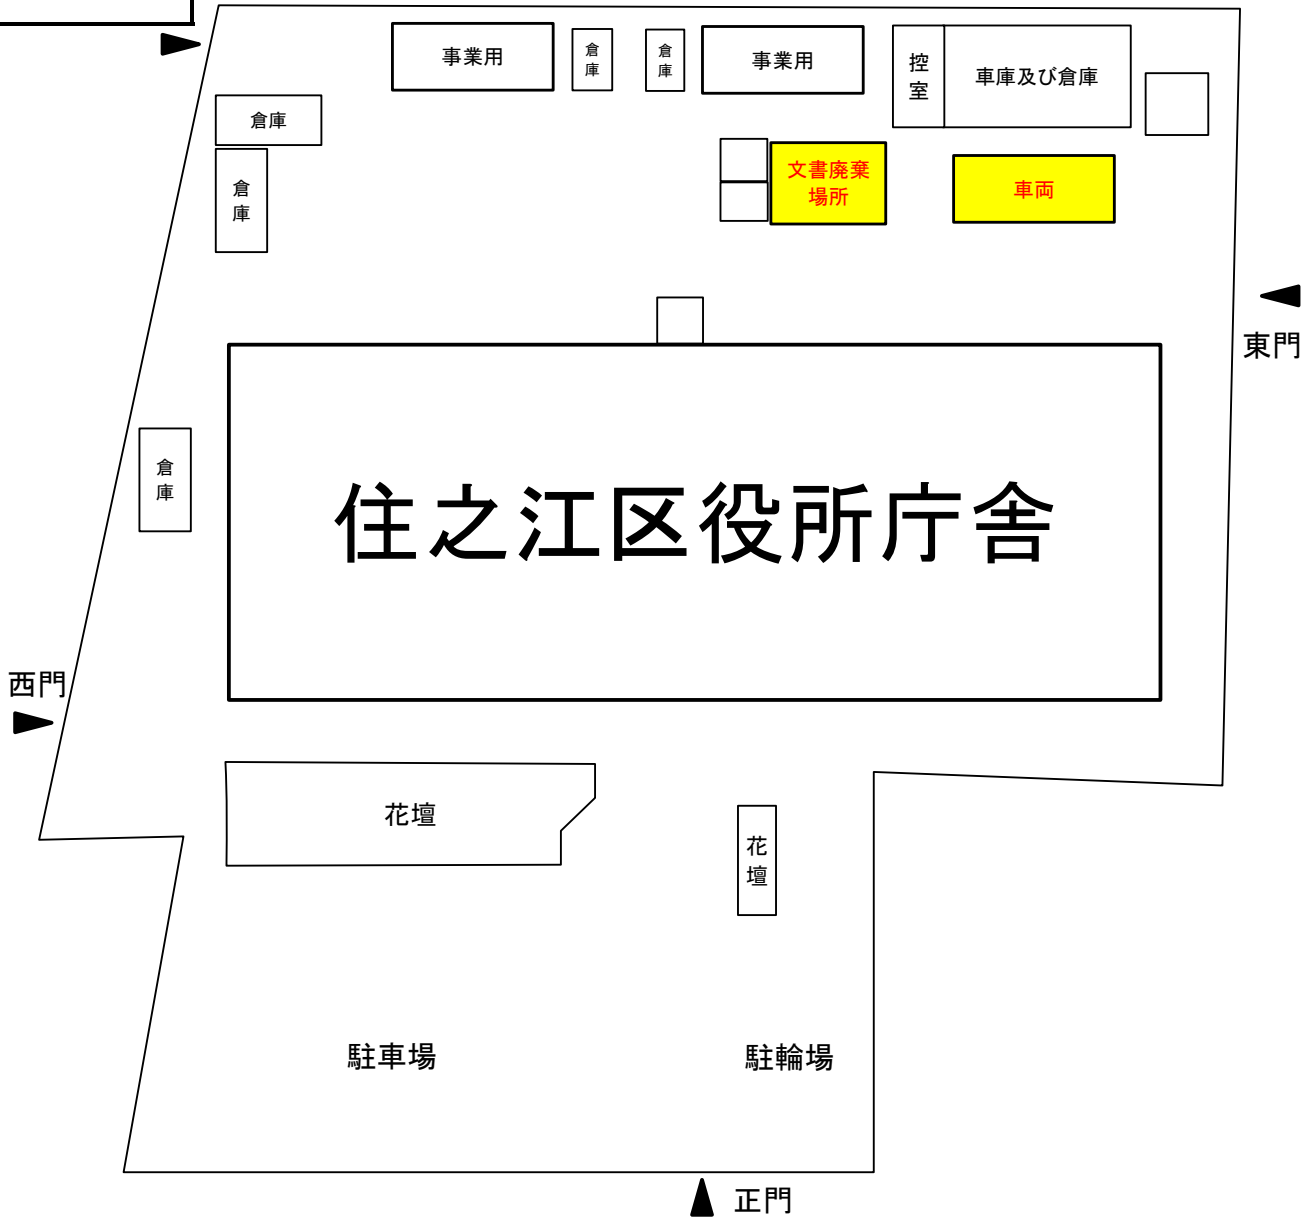 事業用
倉
庫
倉
庫
事業用
控
室
車庫及び倉庫
倉庫
倉
庫
文書廃棄
場所
車両
東門
倉
庫
住之江区役所庁舎
西門
花壇
花
壇
駐車場
駐輪場
正門